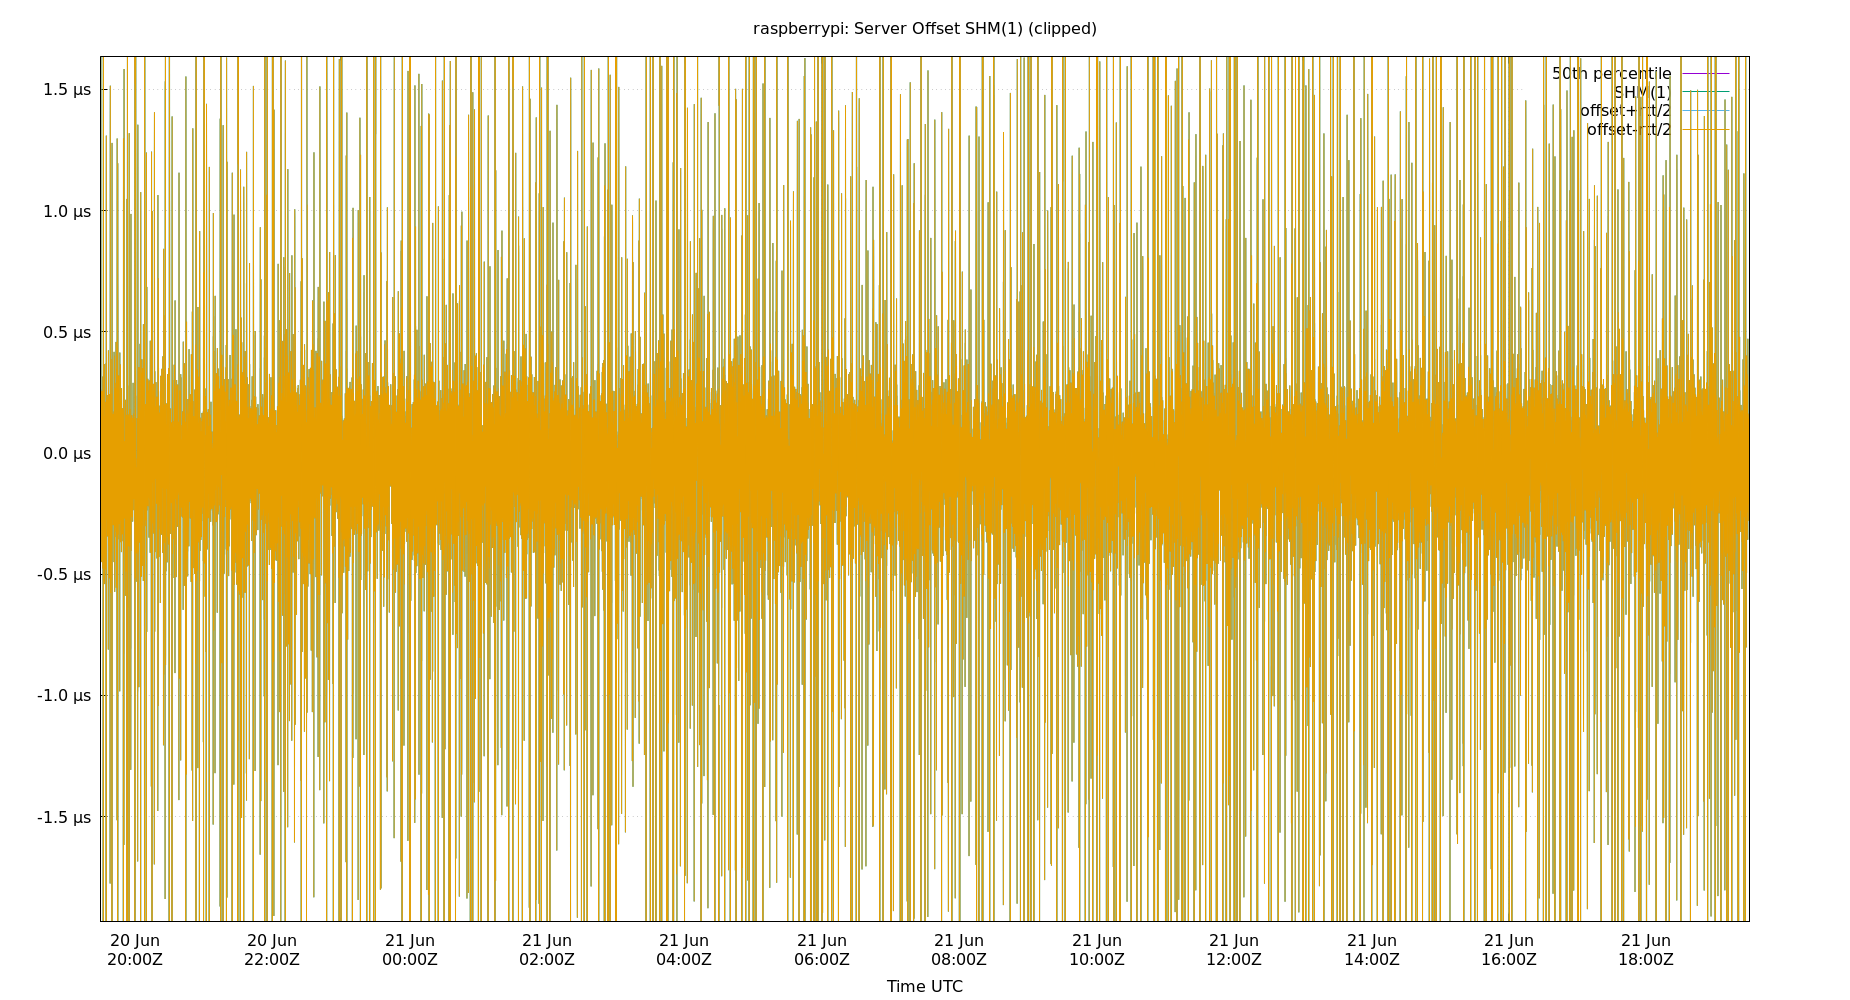 raspberrypi: Server Offset SHM(1) (clipped)
50th percentile
SHM(1)
offset+rtt/2
offset-rtt/2
1.5 µs
1.0 µs
0.5 µs
0.0 µs
-0.5 µs
-1.0 µs
-1.5 µs
20 Jun 20 Jun 21 Jun 21 Jun 21 Jun 21 Jun 21 Jun 21 Jun 21 Jun 21 Jun 21 Jun 21 Jun
20:00Z 22:00Z 00:00Z 02:00Z 04:00Z 06:00Z 08:00Z 10:00Z 12:00Z 14:00Z 16:00Z 18:00Z
Time UTC